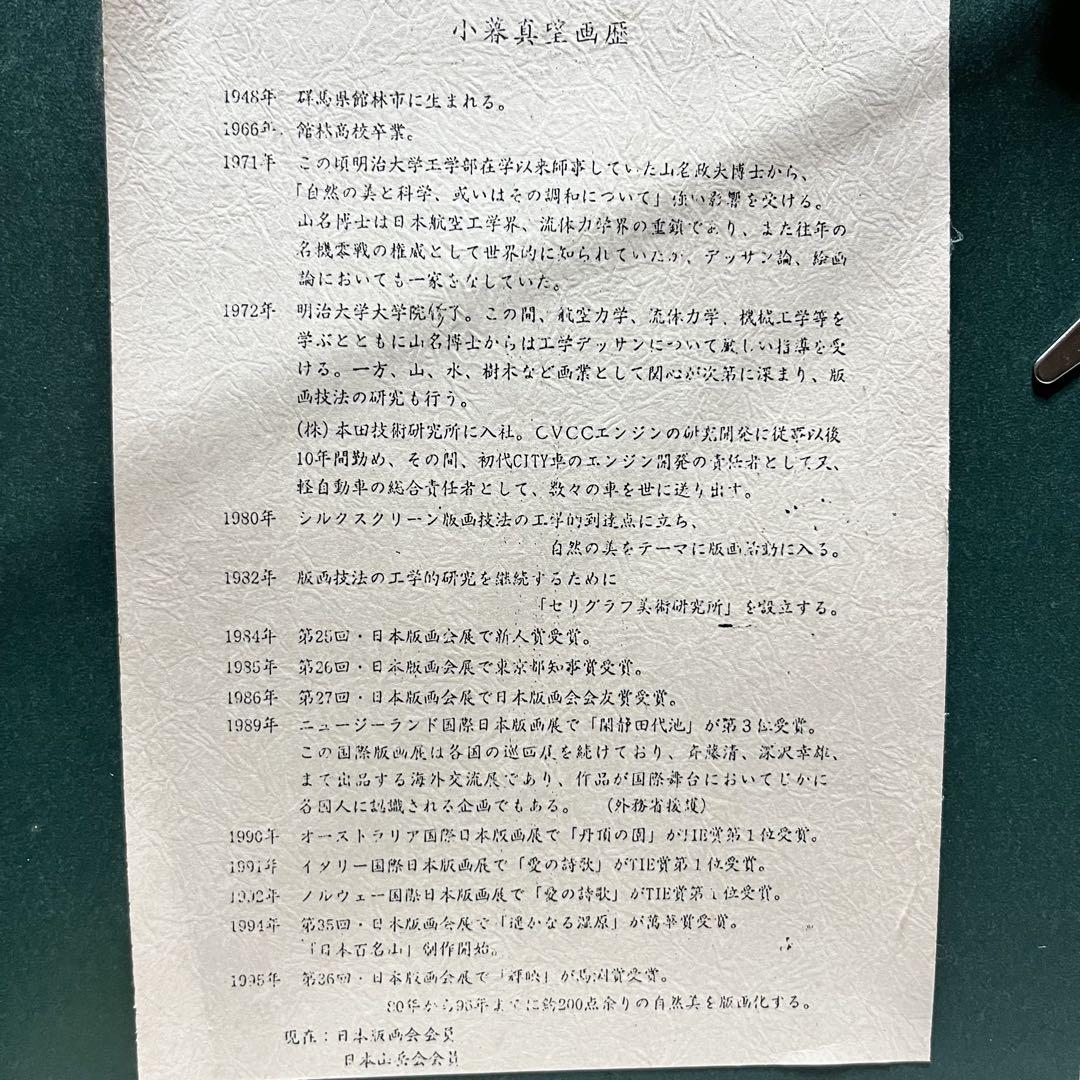 小暮真望画歴
1948年 群馬県館林市に生まれる。
1966年 館林高校卒業。
1971年 この頃明治大学工学部在学以来師事していた山名政夫博士から、
「自然の美と科学、或いはその調和について」強い影響を受ける。
山名博士は日本航空工学界、流体力学界の重鎮であり、また往年の
名機零戦の権威として世界的に知られていたが、デッサン論、絵画
論においても一家をなしていた。
1972年 明治大学大学院修了。この間、航空力学、流体力学、機械工学等を
学ぶとともに山名博士からは工学デッサンについて厳しい指導を受
ける。一方、山、水、樹木など画業として関心が次第に深まり、版
画技法の研究も行う。
(株)本田技術研究所に入社。CVCCエンジンの研究開発に従事以後
10年間勤め、その間、初代CITY車のエンジン開発の責任者として又、
軽自動車の総合責任者として、数々の車を世に送り出す。
1980年 シルクスクリーン版画技法の工学的到達点に立ち、
自然の美をテーマに版画活動に入る。
1982年 版画技法の工学的研究を継続するために
「セリグラフ美術研究所」を設立する。
1984年 第25回・日本版画会展で新人賞受賞。
1985年 第26回・日本版画会展で東京都知事賞受賞。
1986年 第27回・日本版画会展で日本版画会会友賞受賞。
1989年 ニュージーランド国際日本版画展で「閑静田代池」が第3位受賞。
この国際版画展は各国の巡回展を続けており、斉藤清、深沢幸雄、
まで出品する海外交流展であり、作品が国際舞台においてじかに
各国人に認識される企画でもある。 (外務省後援)
1990年 オーストラリア国際日本版画展で「丹頂の園」がTIE賞第1位受賞。
1991年 イタリー国際日本版画展で「愛の詩歌」がTIE賞第1位受賞。
1992年 ノルウェー国際日本版画展で「愛の詩歌」がTIE賞第1位受賞。
1994年 第35回・日本版画会展で「遥かなる湿原」が萬華賞受賞。
「日本百名山」創作開始。
1995年 第36回・日本版画会展で「輝映」が馬渕賞受賞。
80年から95年までに約200点余りの自然美を版画化する。
現在：日本版画会会員
日本山岳会会員